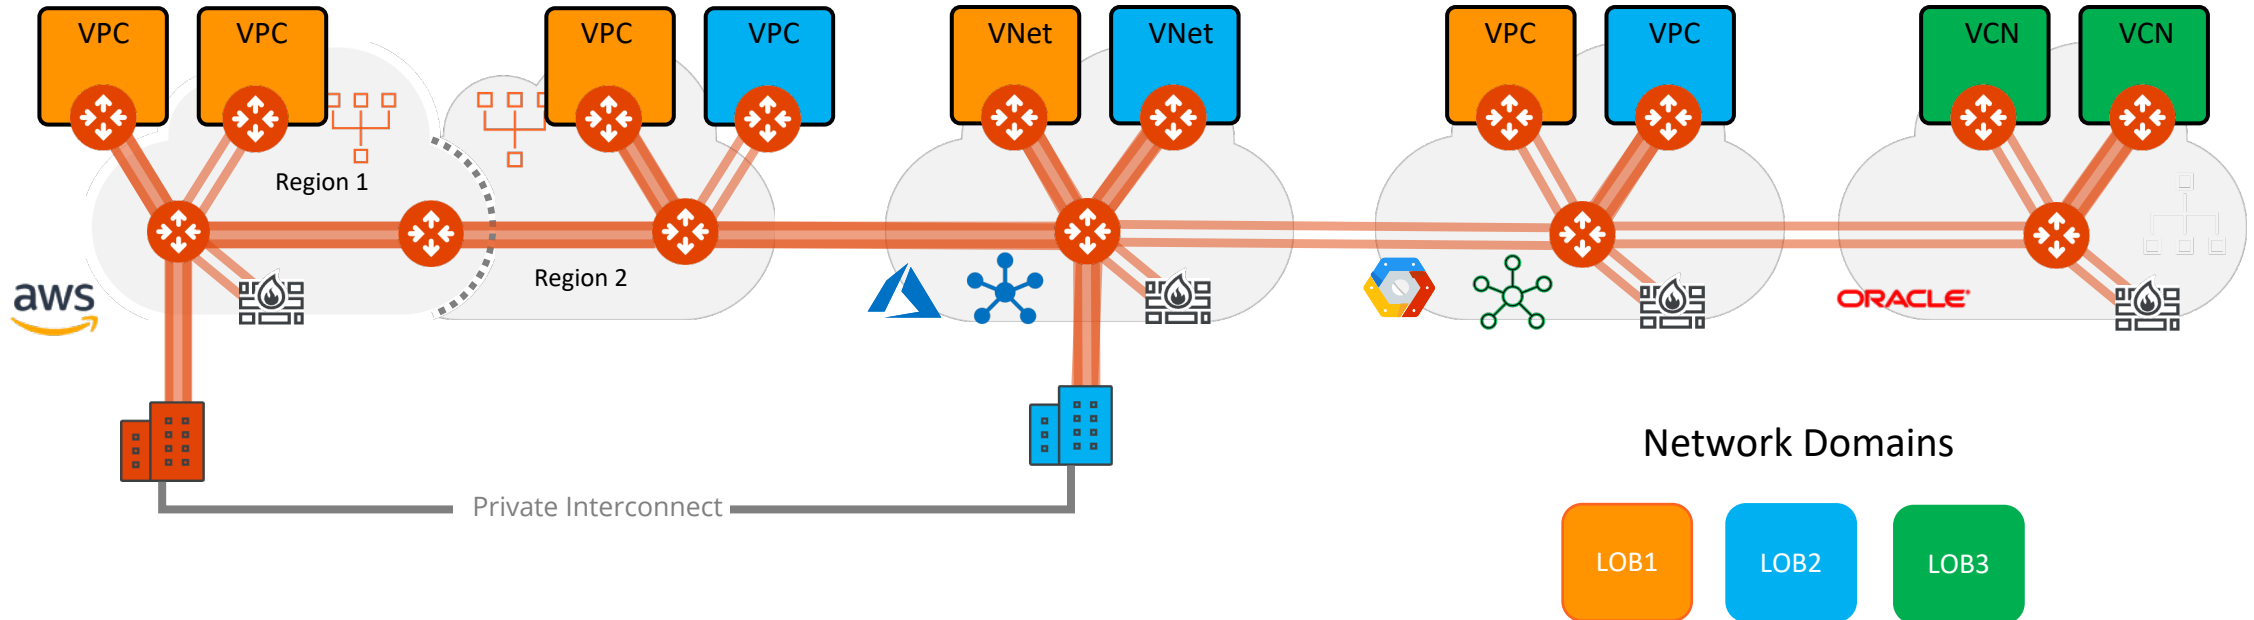 VPC
VPC
VPC
VPC
VNet
VNet
VPC
VPC
VCN
VCN
Region 1
Region 2
aws
ORACLE
Private Interconnect
Network Domains
LOB1
LOB2
LOB3